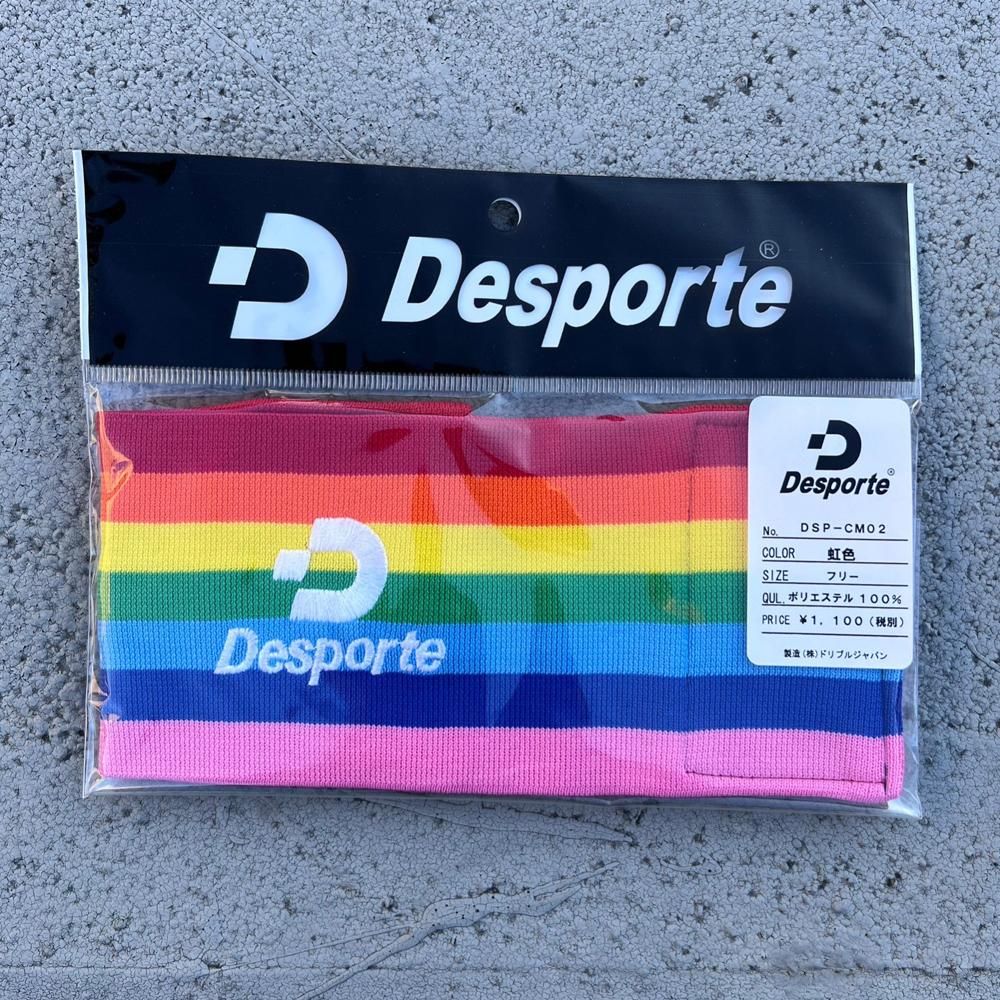 Desporte®
Desporte
Desporte®
No. DSP-CM02
COLOR 虹色
SIZE フリー
QUL. ポリエステル 100%
PRICE ¥1,100(税別)
製造(株)ドリブルジャパン